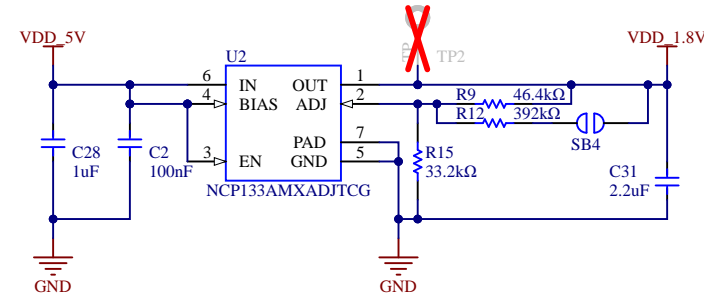 VDD_5V
U2
TP
TP2
VDD_1.8V
6 IN OUT 1
4 BIAS ADJ 2
R9 46.4kΩ
R12 392kΩ
SB4
C28
1uF
C2
100nF
3 EN
PAD 7
GND 5
R15
33.2kΩ
C31
2.2uF
NCP133AMXADJTCG
GND
GND